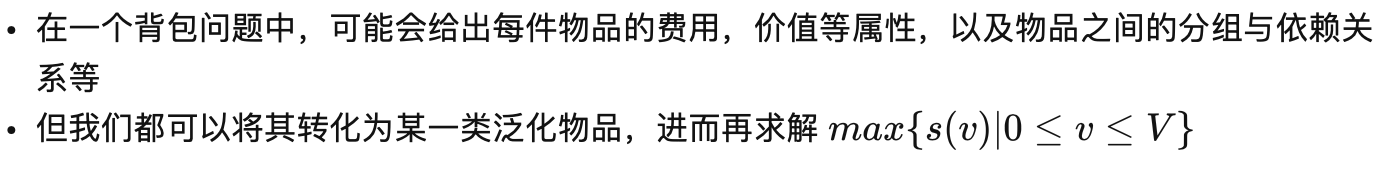 • 在一个背包问题中，可能会给出每件物品的费用，价值等属性，以及物品之间的分组与依赖关
系等
• 但我们都可以将其转化为某一类泛化物品，进而再求解 max{s(v)|0 ≤ v ≤ V}